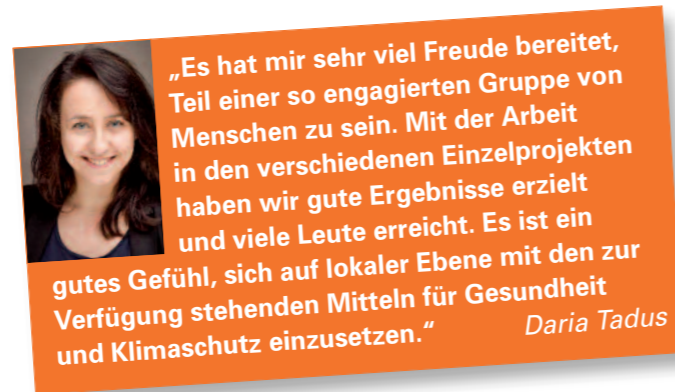 „Es hat mir sehr viel Freude bereitet,
Teil einer so engagierten Gruppe von
Menschen zu sein. Mit der Arbeit
in den verschiedenen Einzelprojekten
haben wir gute Ergebnisse erzielt
und viele Leute erreicht. Es ist ein
gutes Gefühl, sich auf lokaler Ebene mit den zur
Verfügung stehenden Mitteln für Gesundheit
und Klimaschutz einzusetzen.“ Daria Tadus